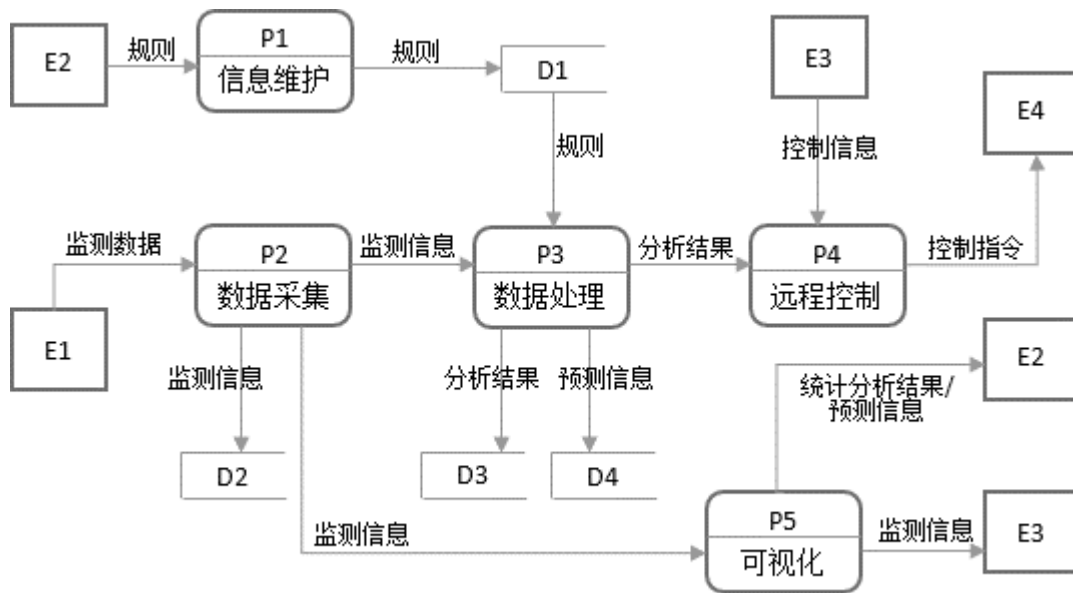 E2
规则
P1
信息维护
规则
D1
E3
E4
规则
控制信息
监测数据
P2
数据采集
监测信息
P3
数据处理
分析结果
P4
远程控制
控制指令
E1
监测信息
分析结果
预测信息
E2
统计分析结果/
预测信息
D2
D3
D4
监测信息
P5
可视化
监测信息
E3